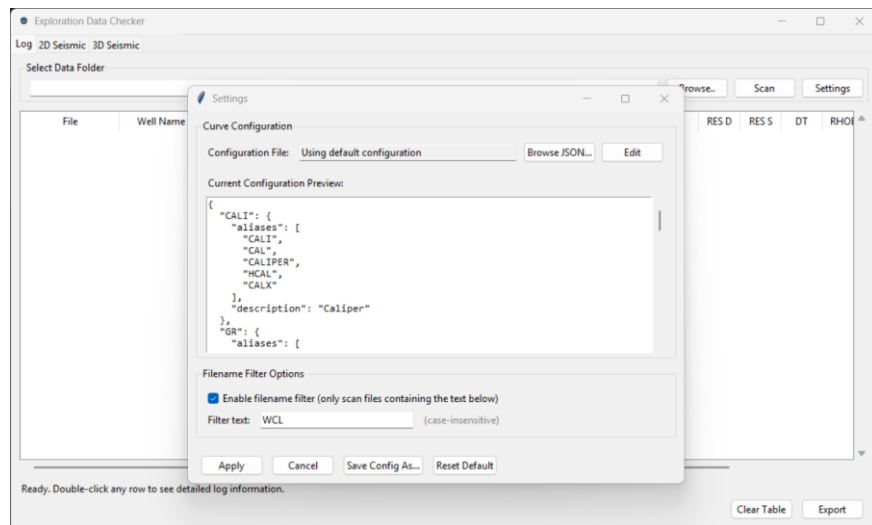 Exploration Data Checker
Log 2D Seismic 3D Seismic
Select Data Folder
Browse.. Scan Settings
File Well Name RES D RES S DT
Settings
Curve Configuration
Configuration File: Using default configuration Browse JSON... Edit
Current Configuration Preview:
{
"CALI": {
"aliases": [
"CALI",
"CAL",
"CALIPER",
"HCAL",
"CALX"
],
"description": "Caliper"
},
"GR": {
"aliases": [
Filename Filter Options
Enable filename filter (only scan files containing the text below)
Filter text: WCL (case-insensitive)
Apply Cancel Save Config As... Reset Default
Ready. Double-click any row to see detailed log information.
Clear Table Export